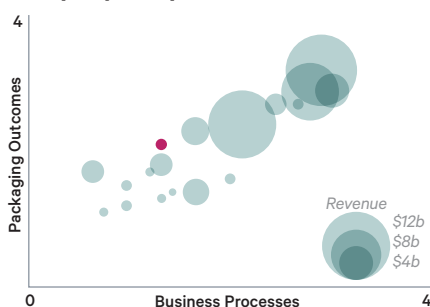 4
Packaging Outcomes
Revenue
$12b
$8b
$4b
0
Business Processes
4